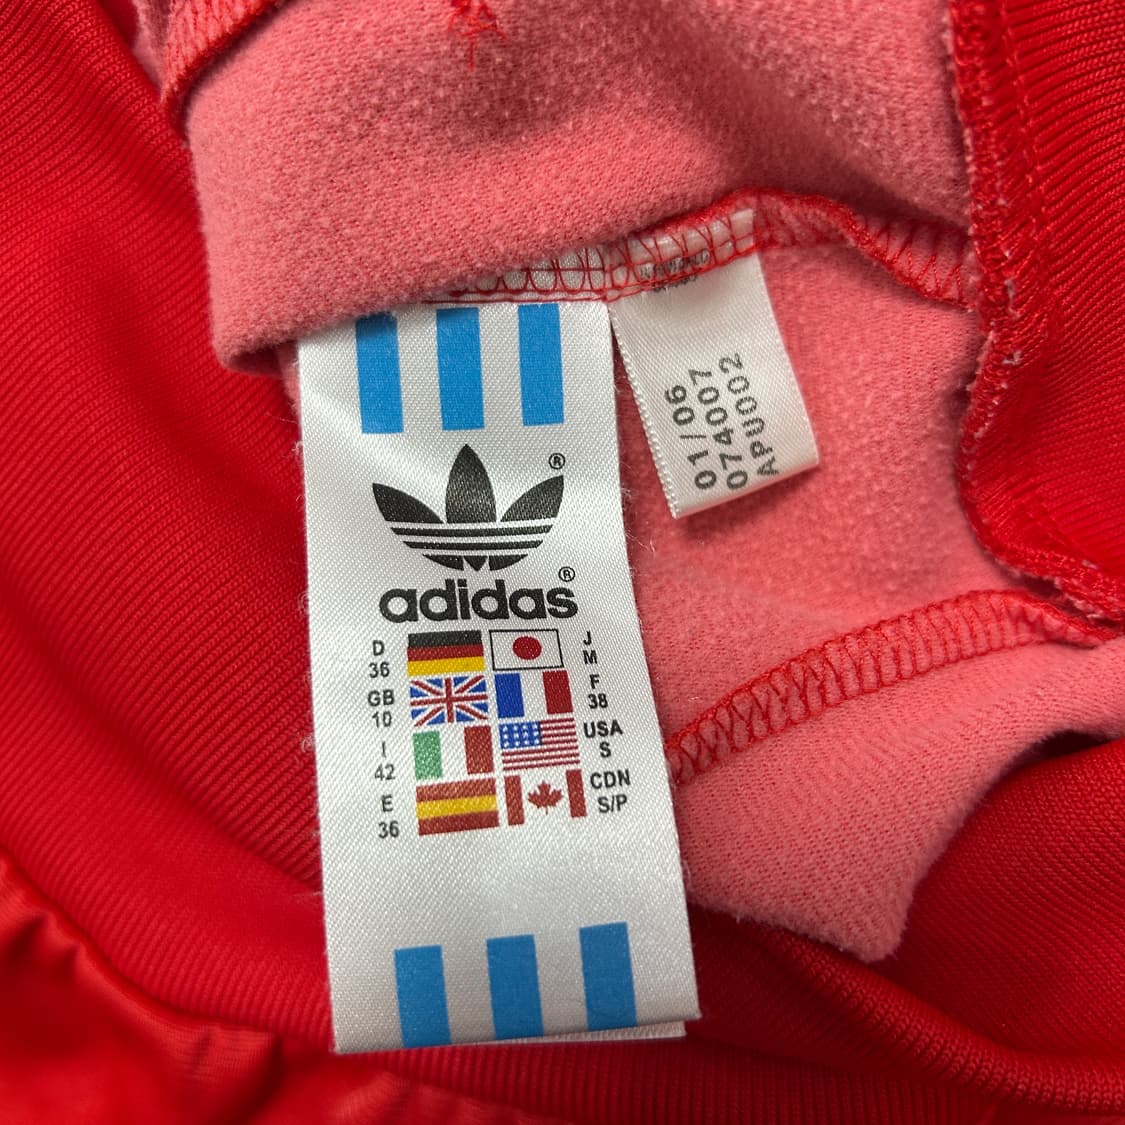 ®
adidas®
D
36
J
M
GB
10
F
38
I
42
USA
S
E
36
CDN
S/P
01/06
074007
APU002